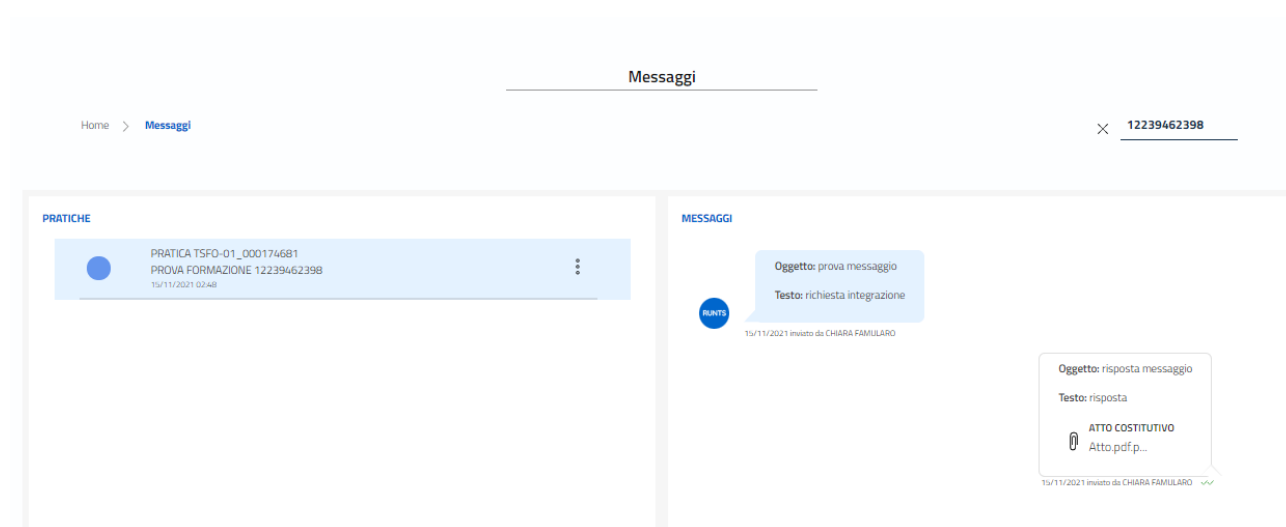 Messaggi
Home > Messaggi
12239462398
PRATICHE
PRATICA TSFO-01_000174681
PROVA FORMAZIONE 12239462398
15/11/2021 02:48
MESSAGGI
Oggetto: prova messaggio
Testo: richiesta integrazione
RUNTS
15/11/2021 inviato da CHIARA FAMULARO
Oggetto: risposta messaggio
Testo: risposta
ATTO COSTITUTIVO
Atto.pdf.p...
15/11/2021 inviato da CHIARA FAMULARO